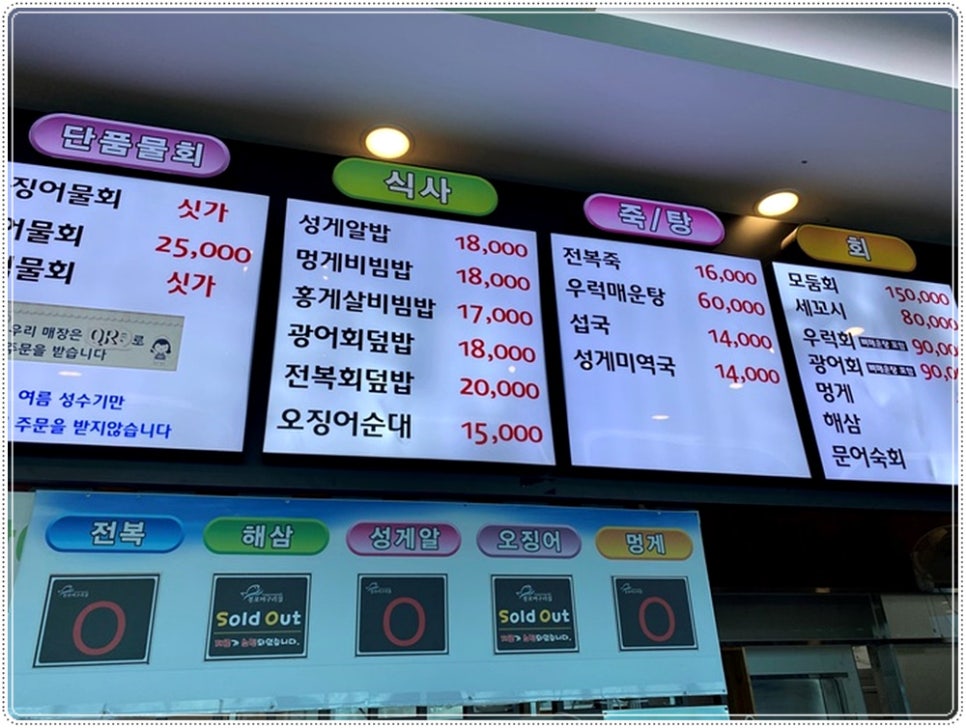 단품물회
징어물회 싯가
어물회 25,000
물회 싯가
우리 매장은 QR 로
주문을 받습니다
여름 성수기만
주문을 받지않습니다
식사
성게알밥 18,000
멍게비빔밥 18,000
홍게살비빔밥 17,000
광어회덮밥 18,000
전복회덮밥 20,000
오징어순대 15,000
죽/탕
전복죽 16,000
우럭매운탕 60,000
섭국 14,000
성게미역국 14,000
회
모둠회 150,000
세꼬시 80,000
우럭회 90,00
광어회 90,0
멍게
해삼
문어숙회
전복
해삼
Sold Out
성게알
오징어
Sold Out
멍게